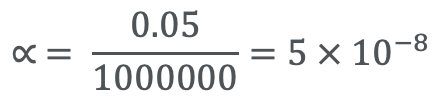 ∝ = 0.05 / 1000000 = 5 × 10⁻⁸